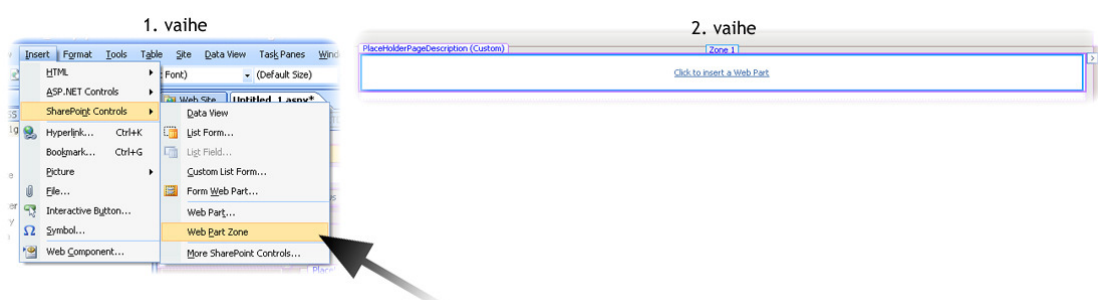 1. vaihe
2. vaihe
Insert Format Tools Table Site Data View Task Panes
HTML
Font) (Default Size)
ASP.NET Controls
Web Site Untitled_1.aspx*
SharePoint Controls
Data View
Hyperlink... Ctrl+K
List Form...
Bookmark... Ctrl+G
List Field...
Picture
Custom List Form...
File...
Form Web Part...
Interactive Button...
Web Part...
Symbol...
Web Part Zone
Web Component...
More SharePoint Controls...
PlaceHolderPageDescription (Custom)
Zone 1
Click to insert a Web Part